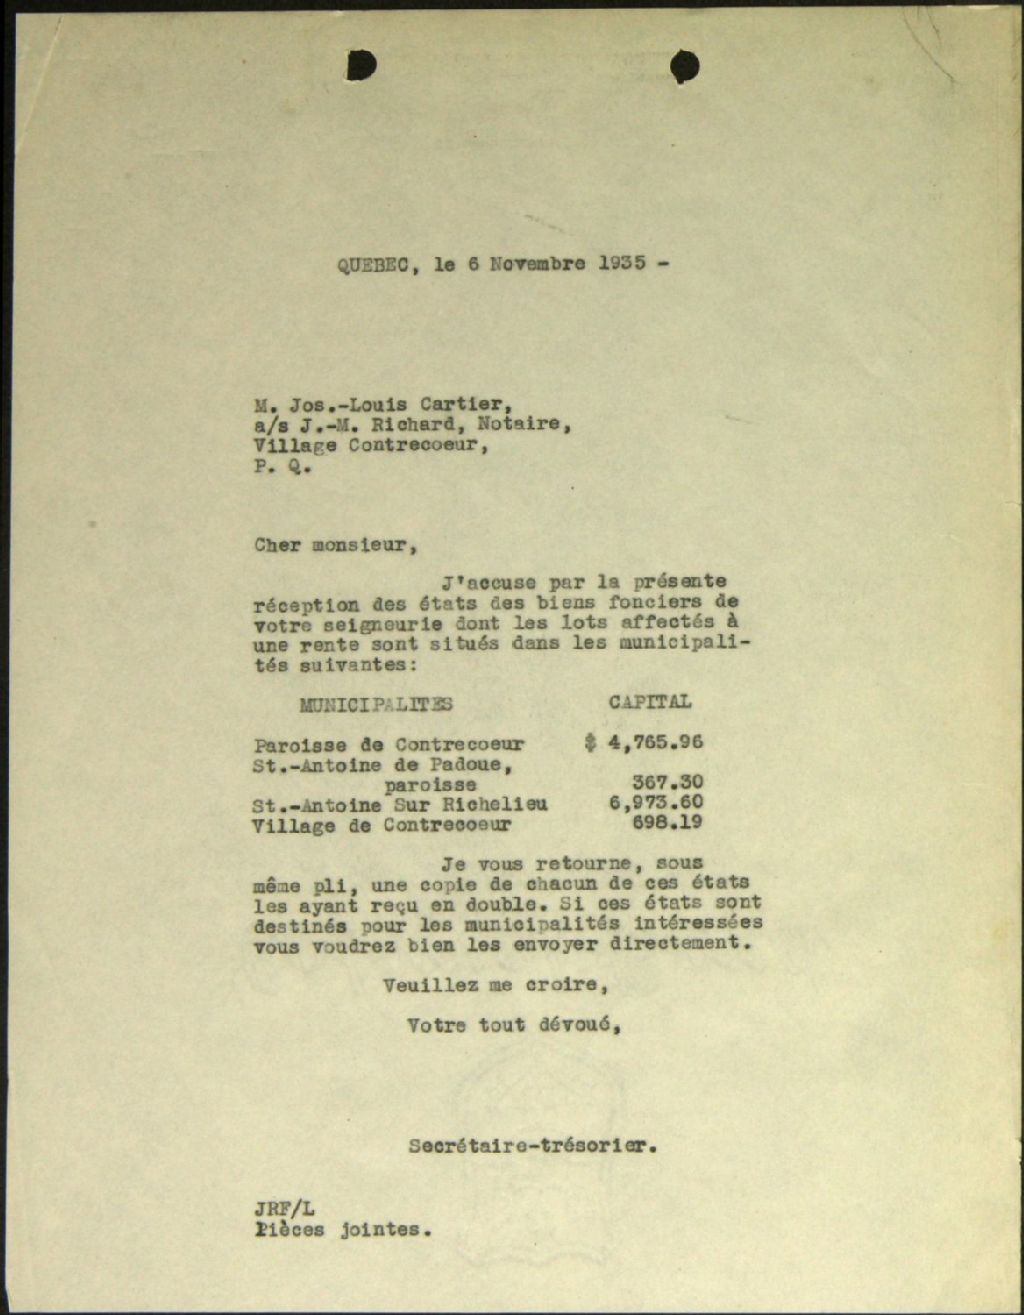 QUEBEC, le 6 Novembre 1935 -
M. Jos.-Louis Cartier,
a/s J.-M. Richard, Notaire,
Village Contrecoeur,
P. Q.
Cher monsieur,
J'accuse par la présente
réception des états des biens fonciers de
votre seigneurie dont les lots affectés à
une rente sont situés dans les municipali-
tés suivantes:
MUNICIPALITES CAPITAL
Paroisse de Contrecoeur $ 4,765.96
St.-Antoine de Padoue,
paroisse 367.30
St.-Antoine Sur Richelieu 6,973.60
Village de Contrecoeur 698.19
Je vous retourne, sous
même pli, une copie de chacun de ces états
les ayant reçu en double. Si ces états sont
destinés pour les municipalités intéressées
vous voudrez bien les envoyer directement.
Veuillez me croire,
Votre tout dévoué,
Secrétaire-trésorier.
JRF/L
Pièces jointes.